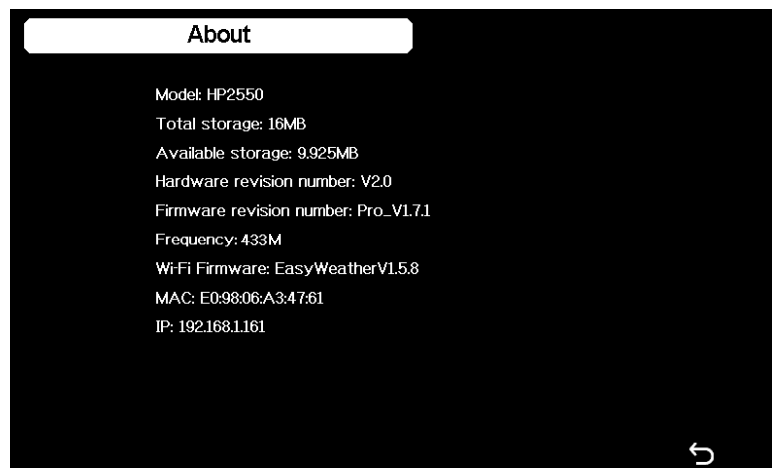 About
Model: HP2550
Total storage: 16MB
Available storage: 9.925MB
Hardware revision number: V2.0
Firmware revision number: Pro_V1.7.1
Frequency: 433M
Wi-Fi Firmware: EasyWeatherV1.5.8
MAC: E0:98:06:A3:47:61
IP: 192.168.1.161